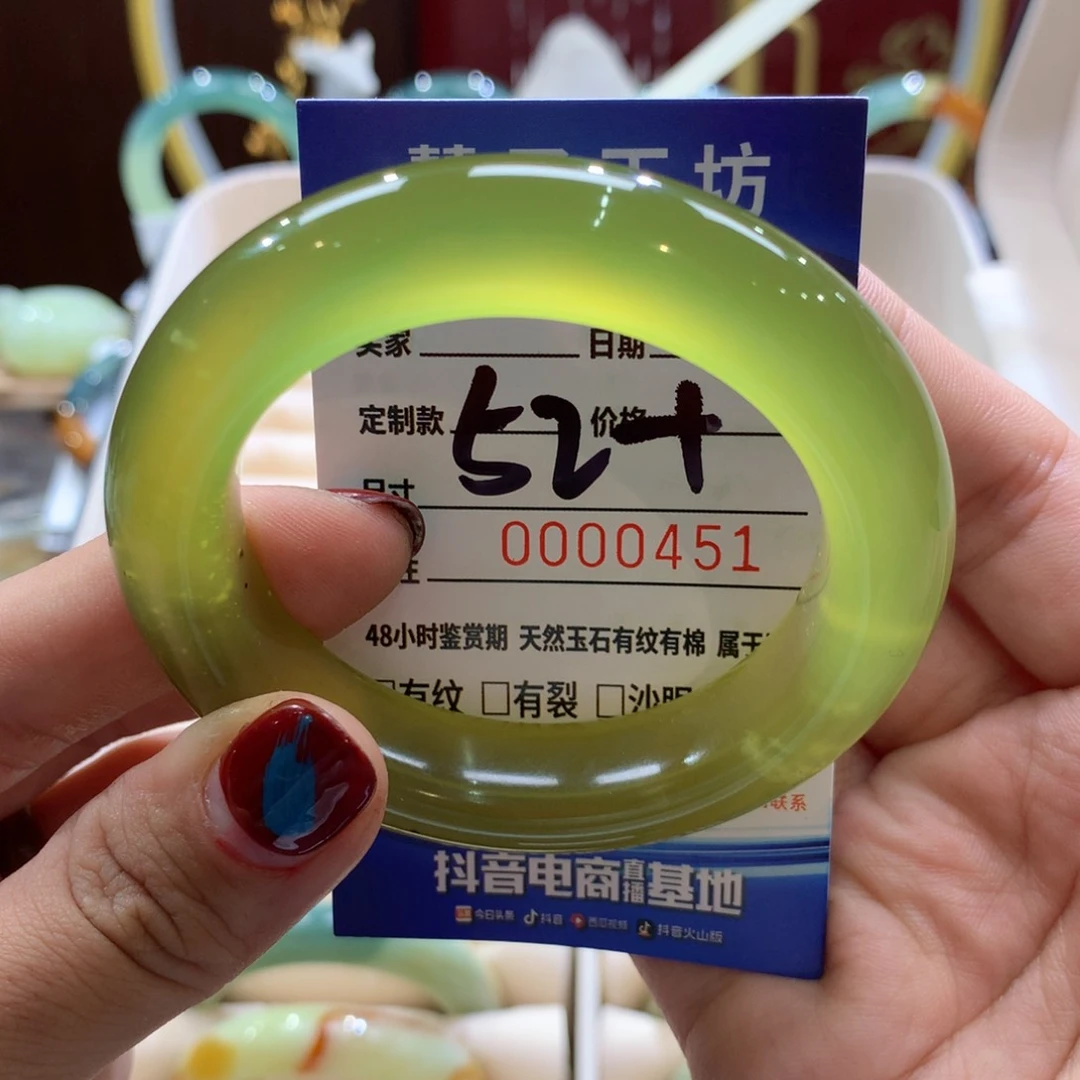 坊
卖家 日期
定制款 52+ 价格
尺寸
0000451
48小时鉴赏期 天然玉石有纹有棉 属于
□有纹 □有裂 □沙眼
联系
抖音电商直播基地
今日头条 抖音 西瓜视频 抖音火山版